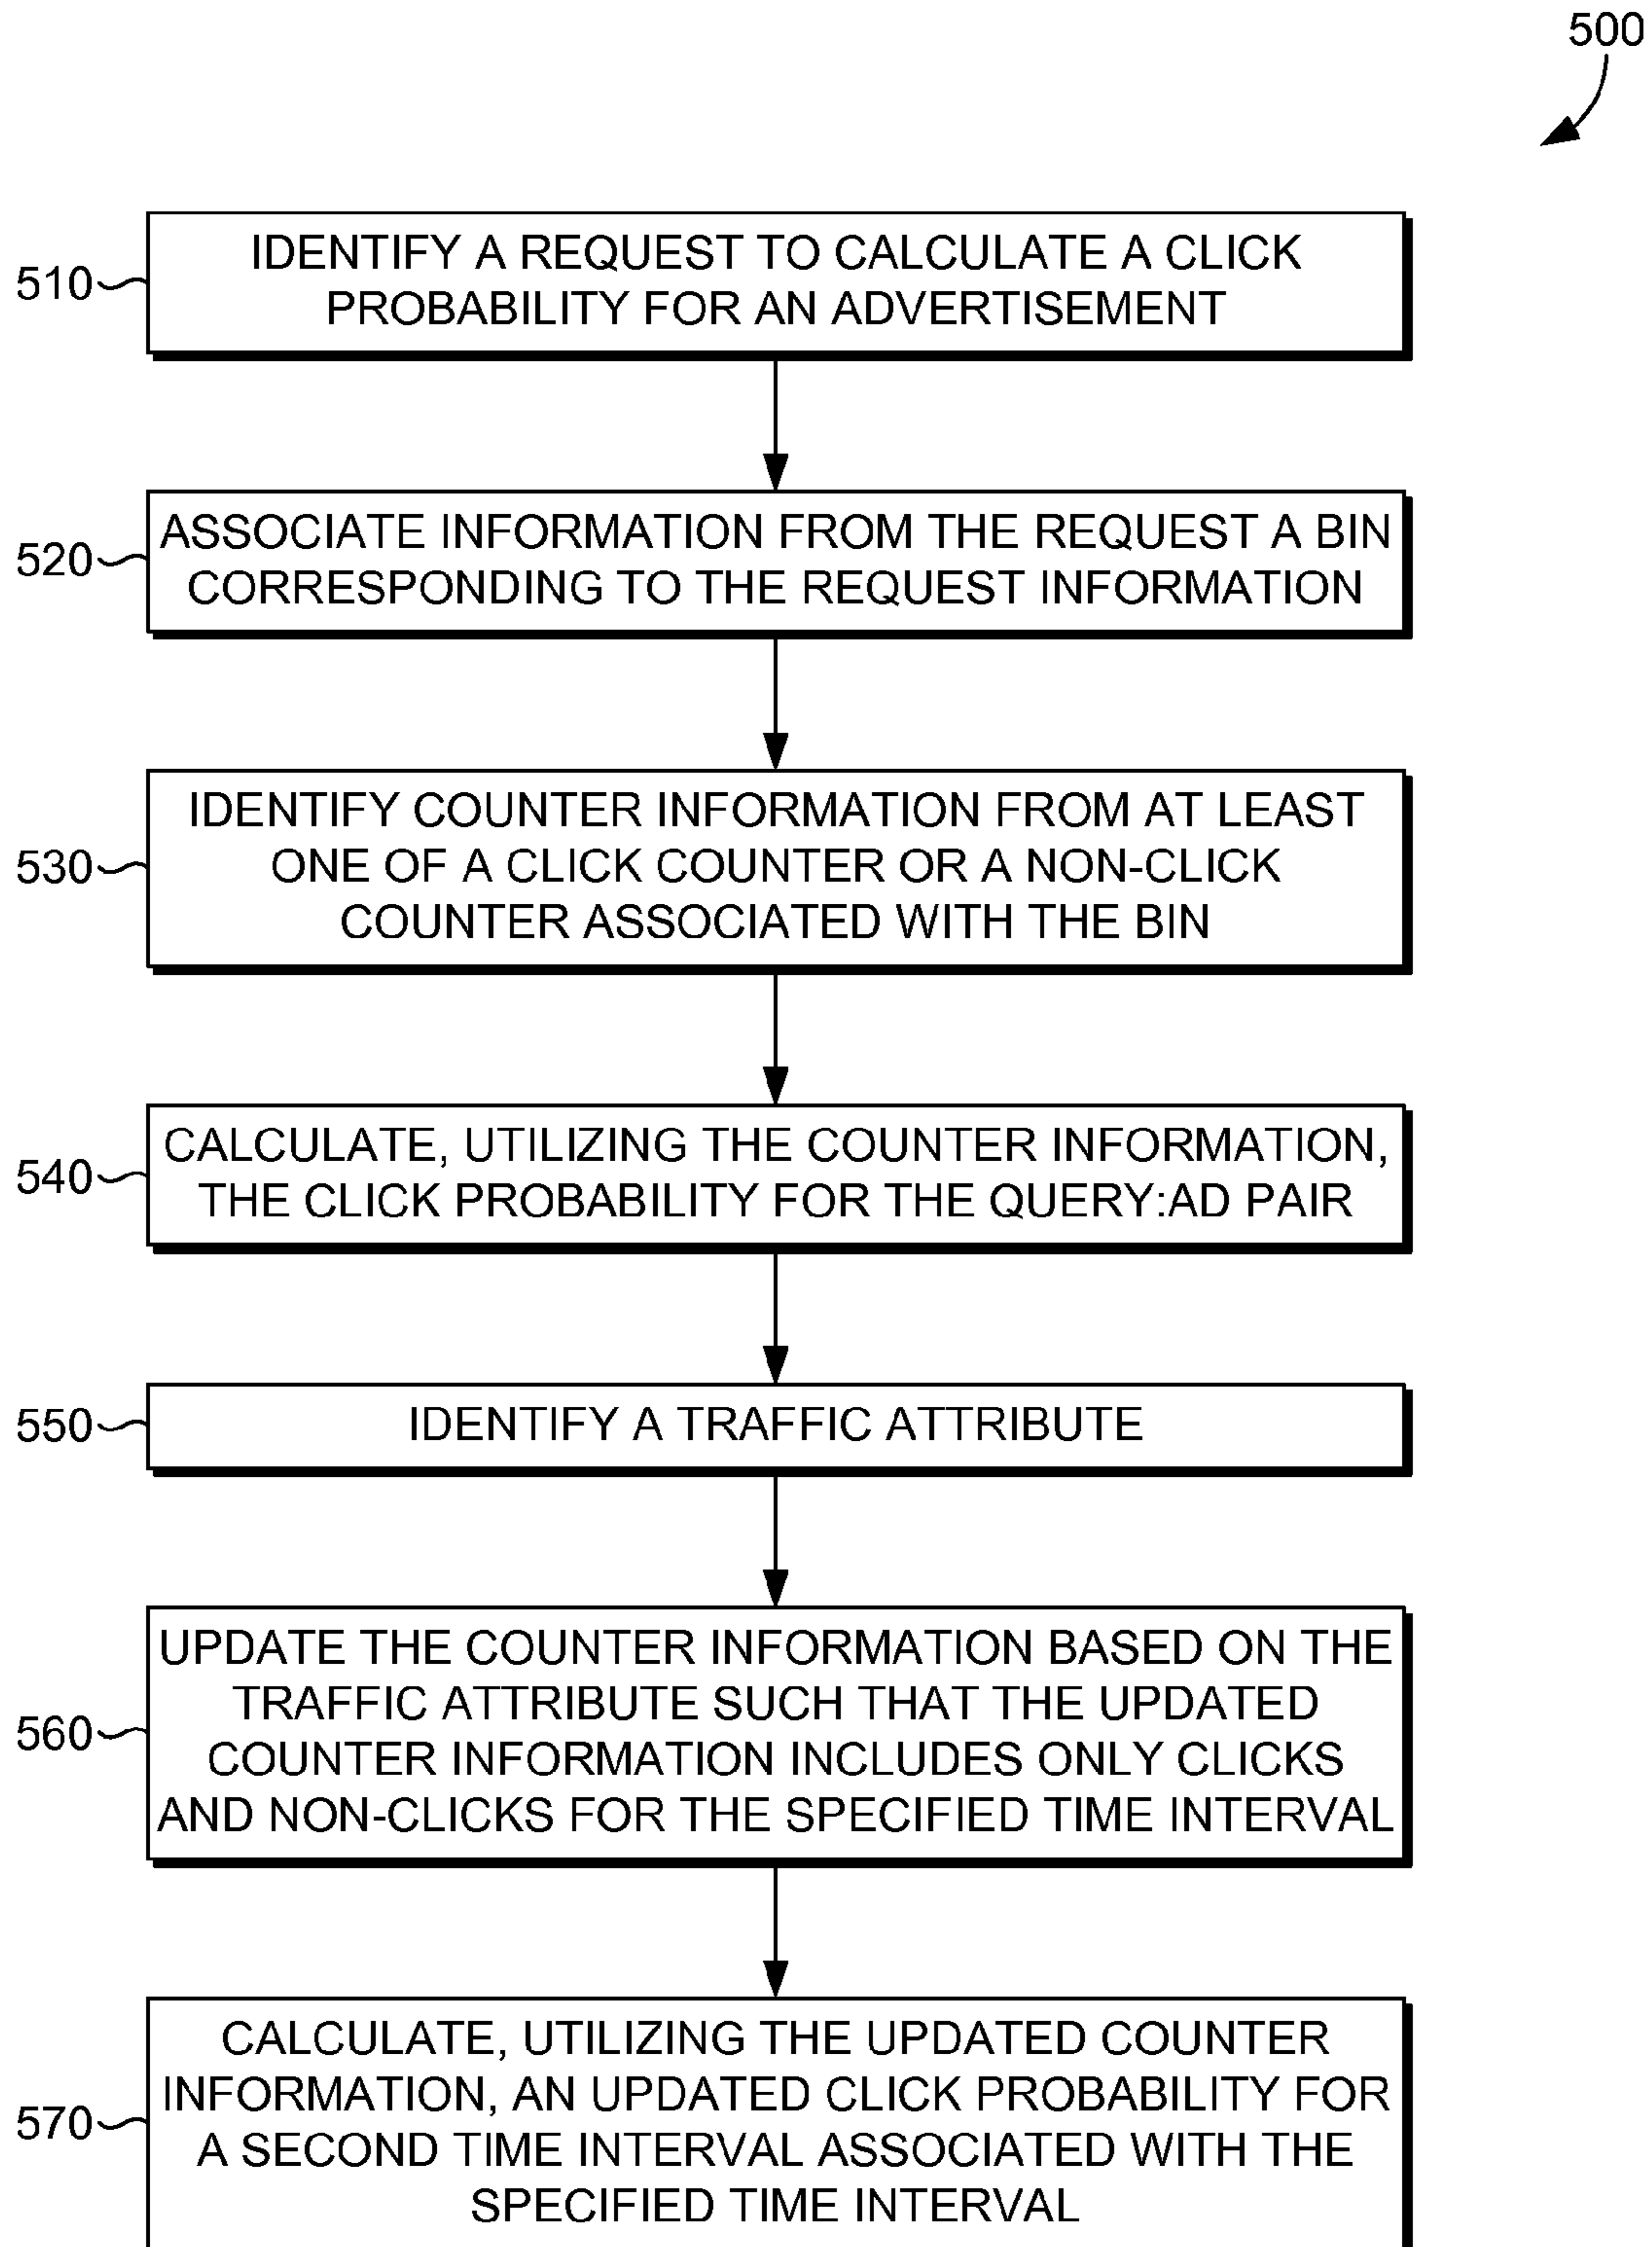 500
510
IDENTIFY A REQUEST TO CALCULATE A CLICK
PROBABILITY FOR AN ADVERTISEMENT
520
ASSOCIATE INFORMATION FROM THE REQUEST A BIN
CORRESPONDING TO THE REQUEST INFORMATION
530
IDENTIFY COUNTER INFORMATION FROM AT LEAST
ONE OF A CLICK COUNTER OR A NON-CLICK
COUNTER ASSOCIATED WITH THE BIN
540
CALCULATE, UTILIZING THE COUNTER INFORMATION,
THE CLICK PROBABILITY FOR THE QUERY:AD PAIR
550
IDENTIFY A TRAFFIC ATTRIBUTE
560
UPDATE THE COUNTER INFORMATION BASED ON THE
TRAFFIC ATTRIBUTE SUCH THAT THE UPDATED
COUNTER INFORMATION INCLUDES ONLY CLICKS
AND NON-CLICKS FOR THE SPECIFIED TIME INTERVAL
570
CALCULATE, UTILIZING THE UPDATED COUNTER
INFORMATION, AN UPDATED CLICK PROBABILITY FOR
A SECOND TIME INTERVAL ASSOCIATED WITH THE
SPECIFIED TIME INTERVAL